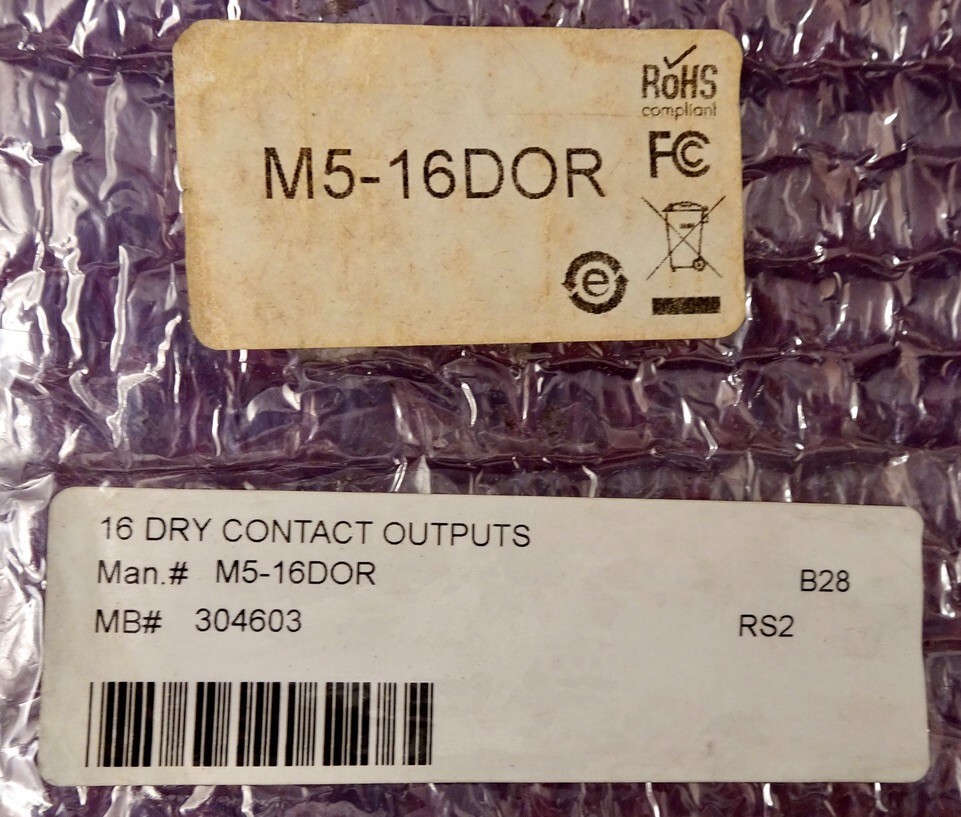 RoHS
compliant
FC
M5-16DOR
e
16 DRY CONTACT OUTPUTS
Man.# M5-16DOR
B28
MB# 304603
RS2